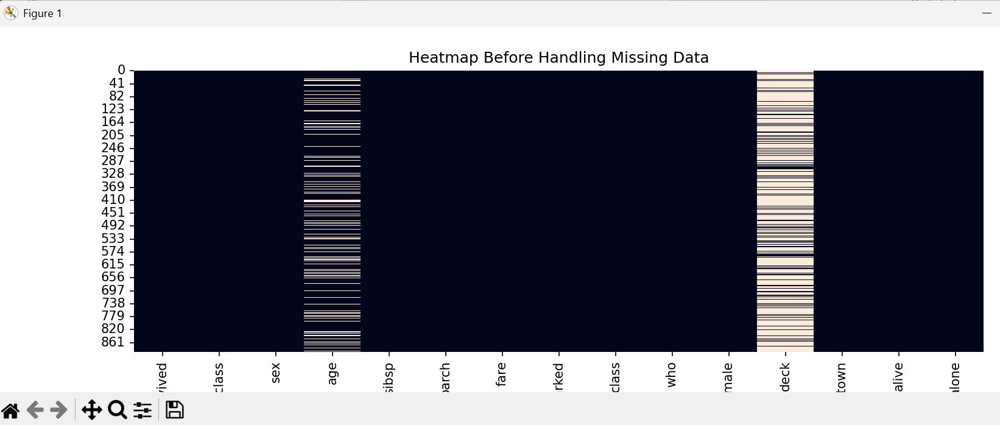 Figure 1
Heatmap Before Handling Missing Data
0
41
82
123
164
205
246
287
328
369
410
451
492
533
574
615
656
697
738
779
820
861
vived
class
sex
age
sibsp
parch
fare
rked
class
who
male
deck
town
alive
alone